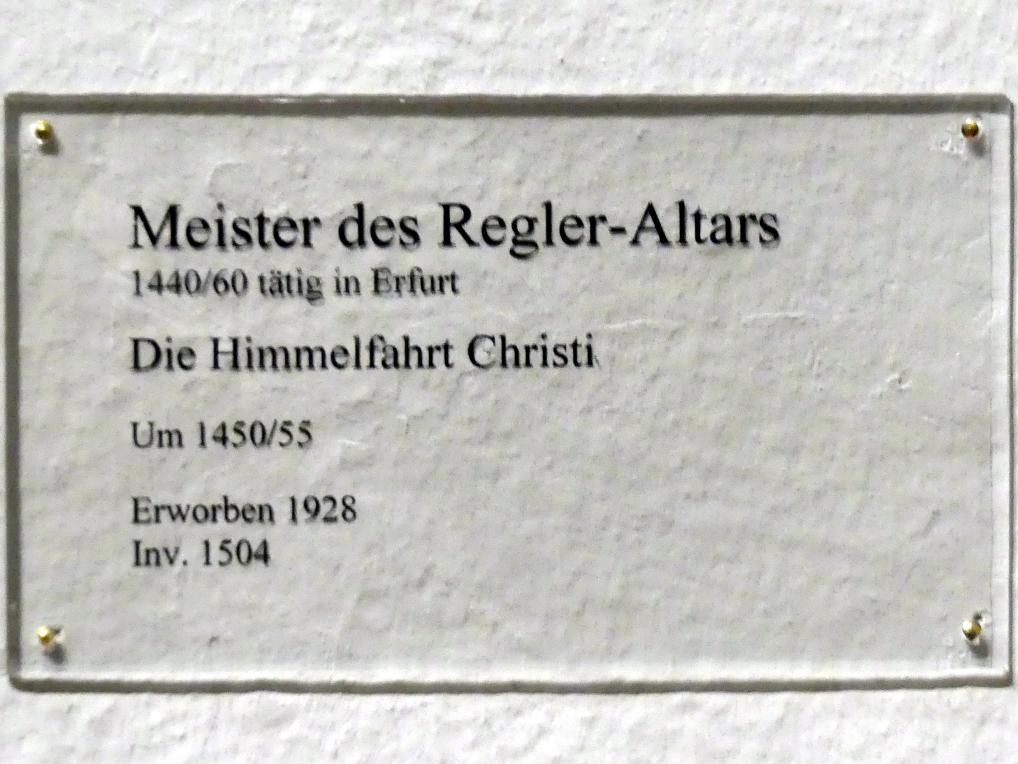 Meister des Regler-Altars
1440/60 tätig in Erfurt
Die Himmelfahrt Christi
Um 1450/55
Erworben 1928
Inv. 1504